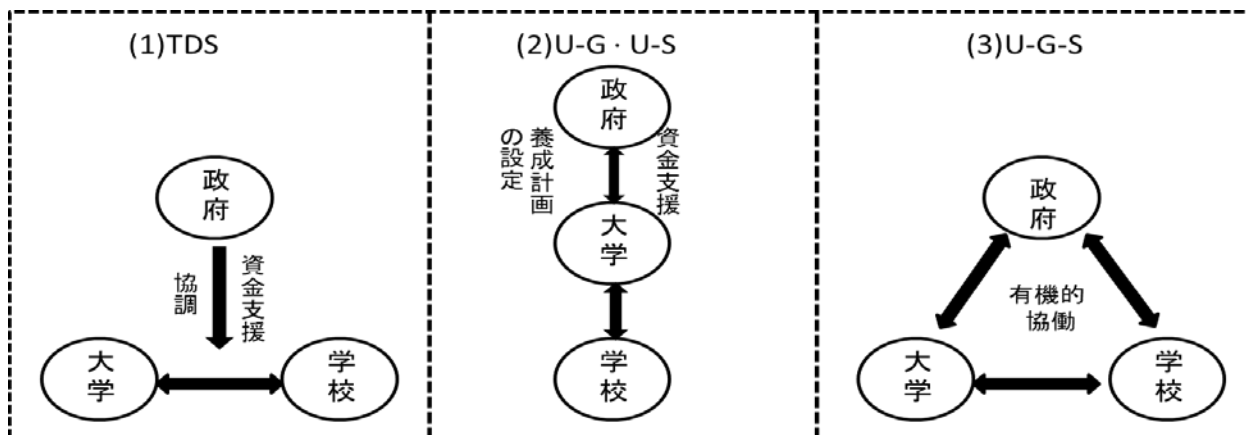 (1)TDS
政府
協調
資金支援
大学
学校
(2)U-G · U-S
政府
養成計画
の設定
資金支援
大学
学校
(3)U-G-S
政府
有機的
協働
大学
学校